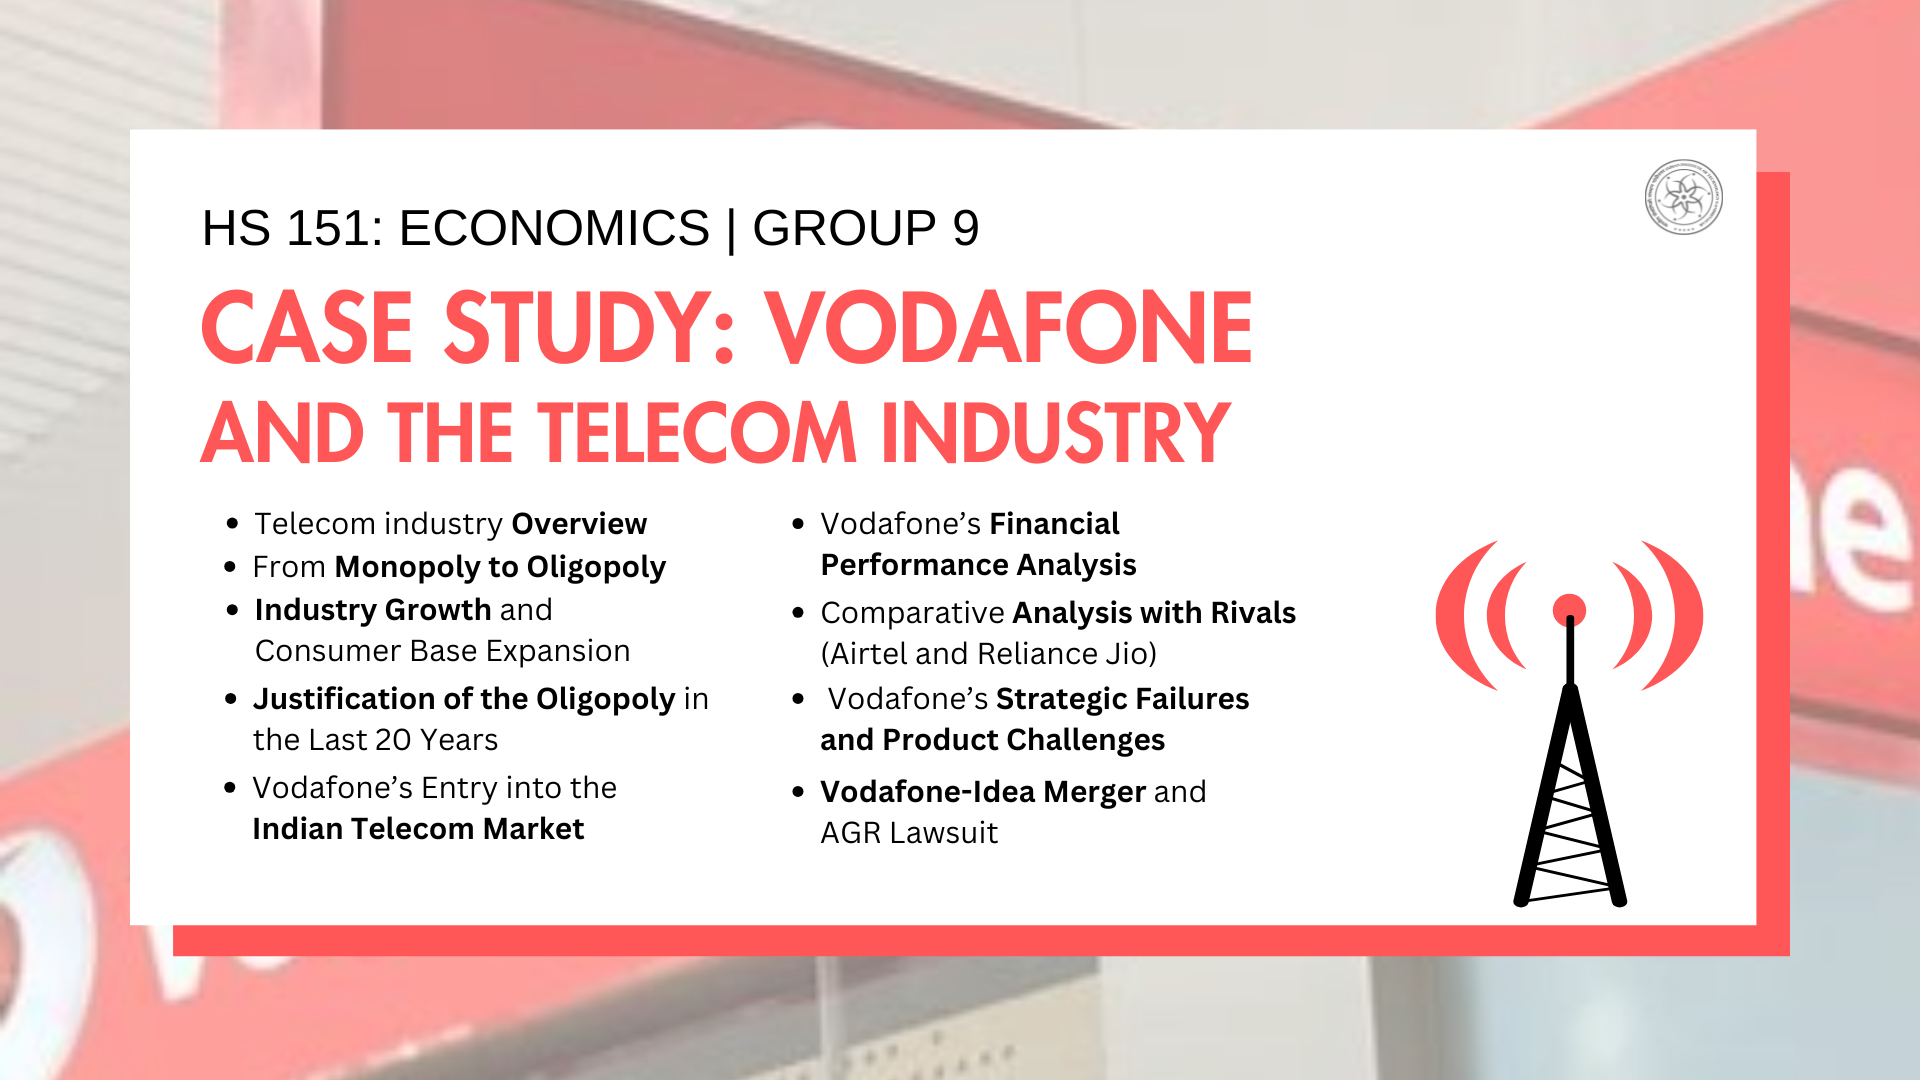 HS 151: ECONOMICS | GROUP 9
CASE STUDY: VODAFONE
AND THE TELECOM INDUSTRY
• Telecom industry Overview
• From Monopoly to Oligopoly
• Industry Growth and
Consumer Base Expansion
• Justification of the Oligopoly in
the Last 20 Years
• Vodafone’s Entry into the
Indian Telecom Market
• Vodafone’s Financial
Performance Analysis
• Comparative Analysis with Rivals
(Airtel and Reliance Jio)
• Vodafone’s Strategic Failures
and Product Challenges
• Vodafone-Idea Merger and
AGR Lawsuit